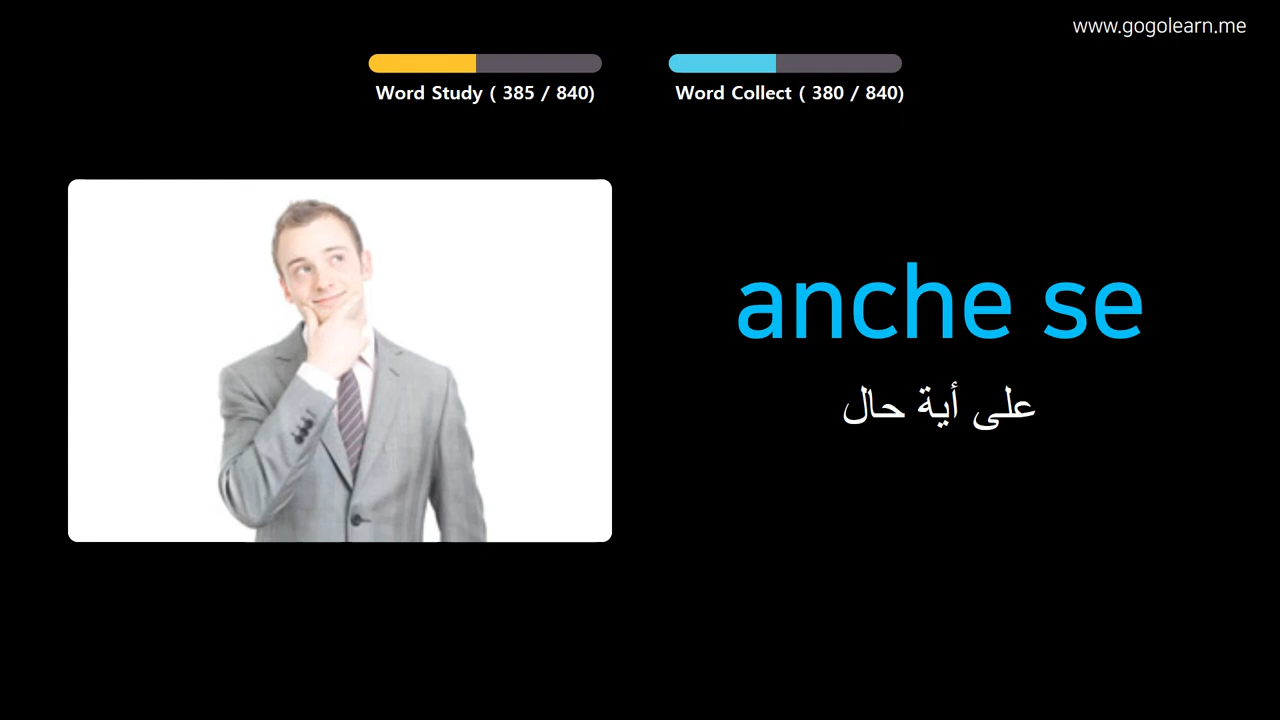 www.gogolearn.me
Word Study ( 385 / 840)
Word Collect ( 380 / 840)
anche se
على أية حال